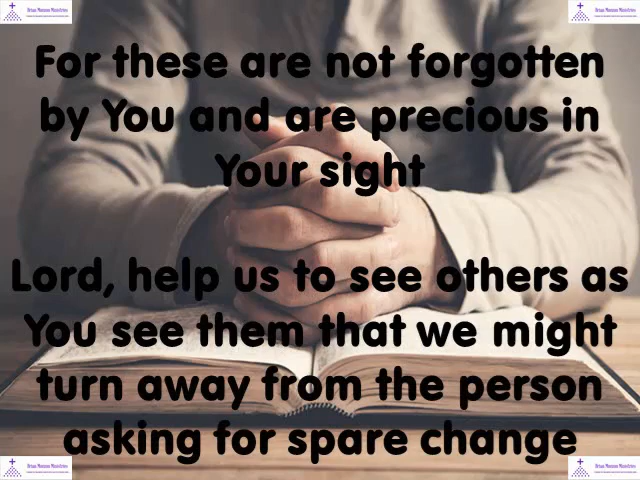 For these are not forgotten
by You and are precious in
Your sight
Lord, help us to see others as
You see them that we might
turn away from the person
asking for spare change